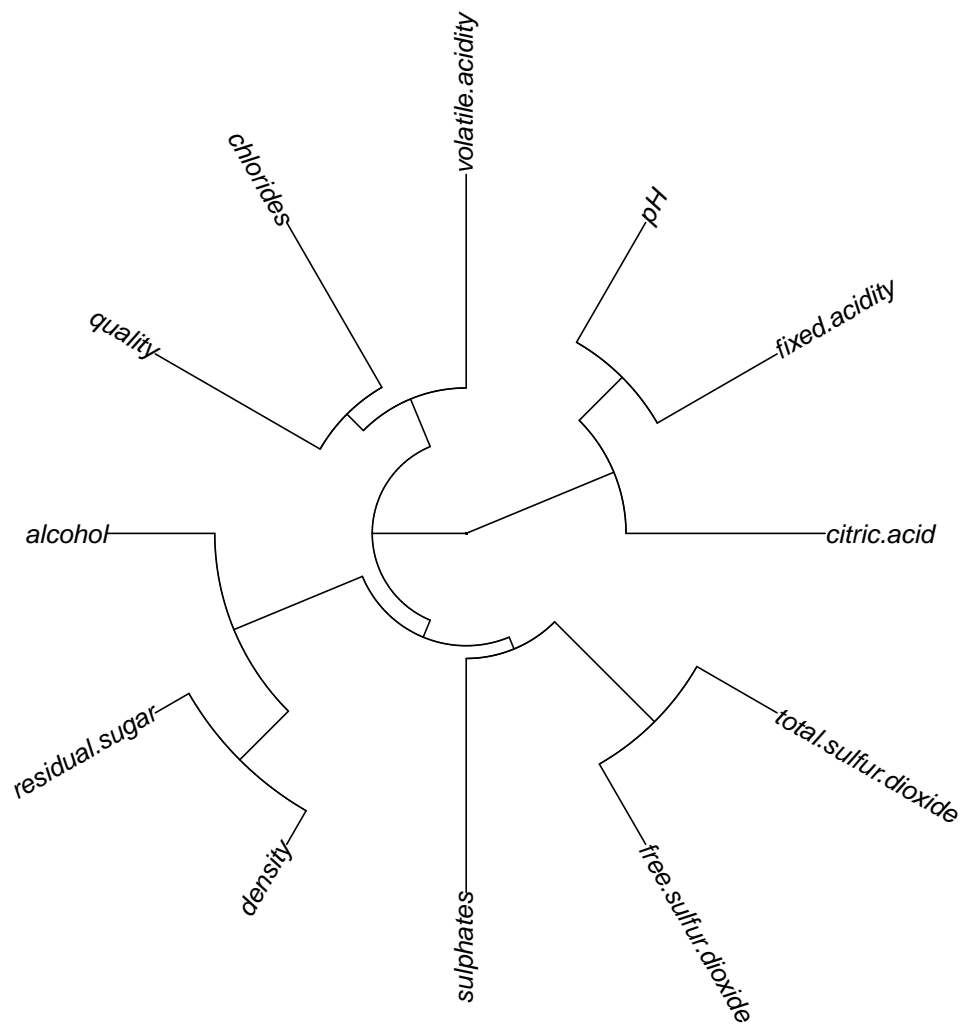 volatile.acidity
chlorides
pH
quality
fixed.acidity
alcohol
citric.acid
residual.sugar
total.sulfur.dioxide
density
free.sulfur.dioxide
sulphates